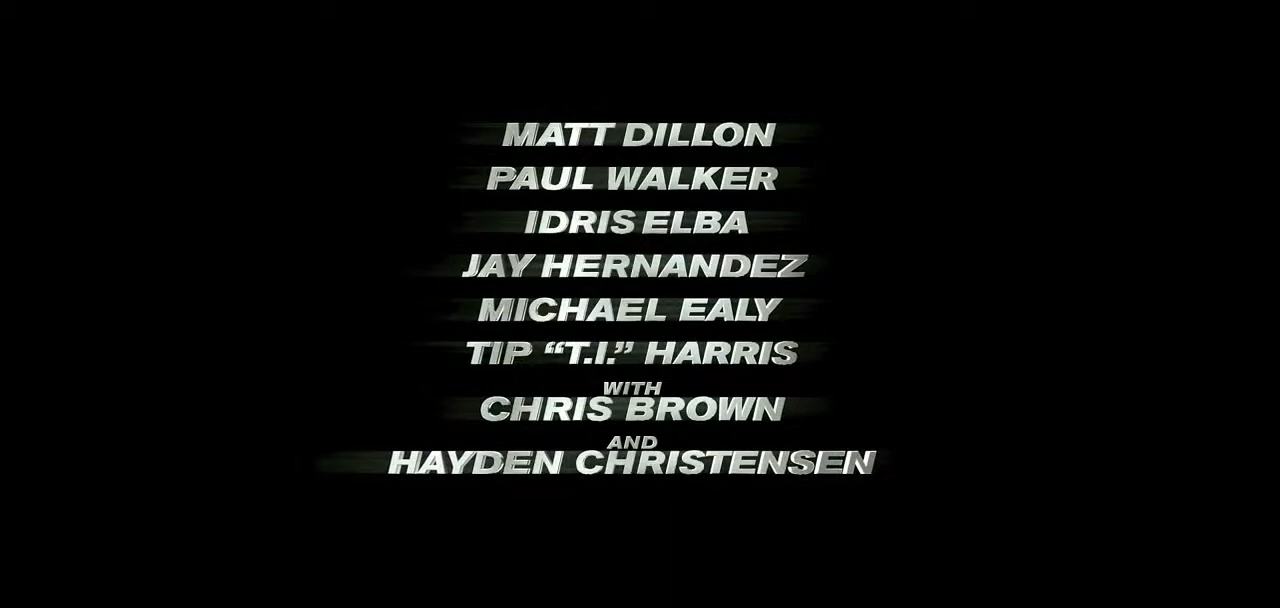 MATT DILLON
PAUL WALKER
IDRIS ELBA
JAY HERNANDEZ
MICHAEL EALY
TIP “T.I.” HARRIS
WITH
CHRIS BROWN
AND
HAYDEN CHRISTENSEN